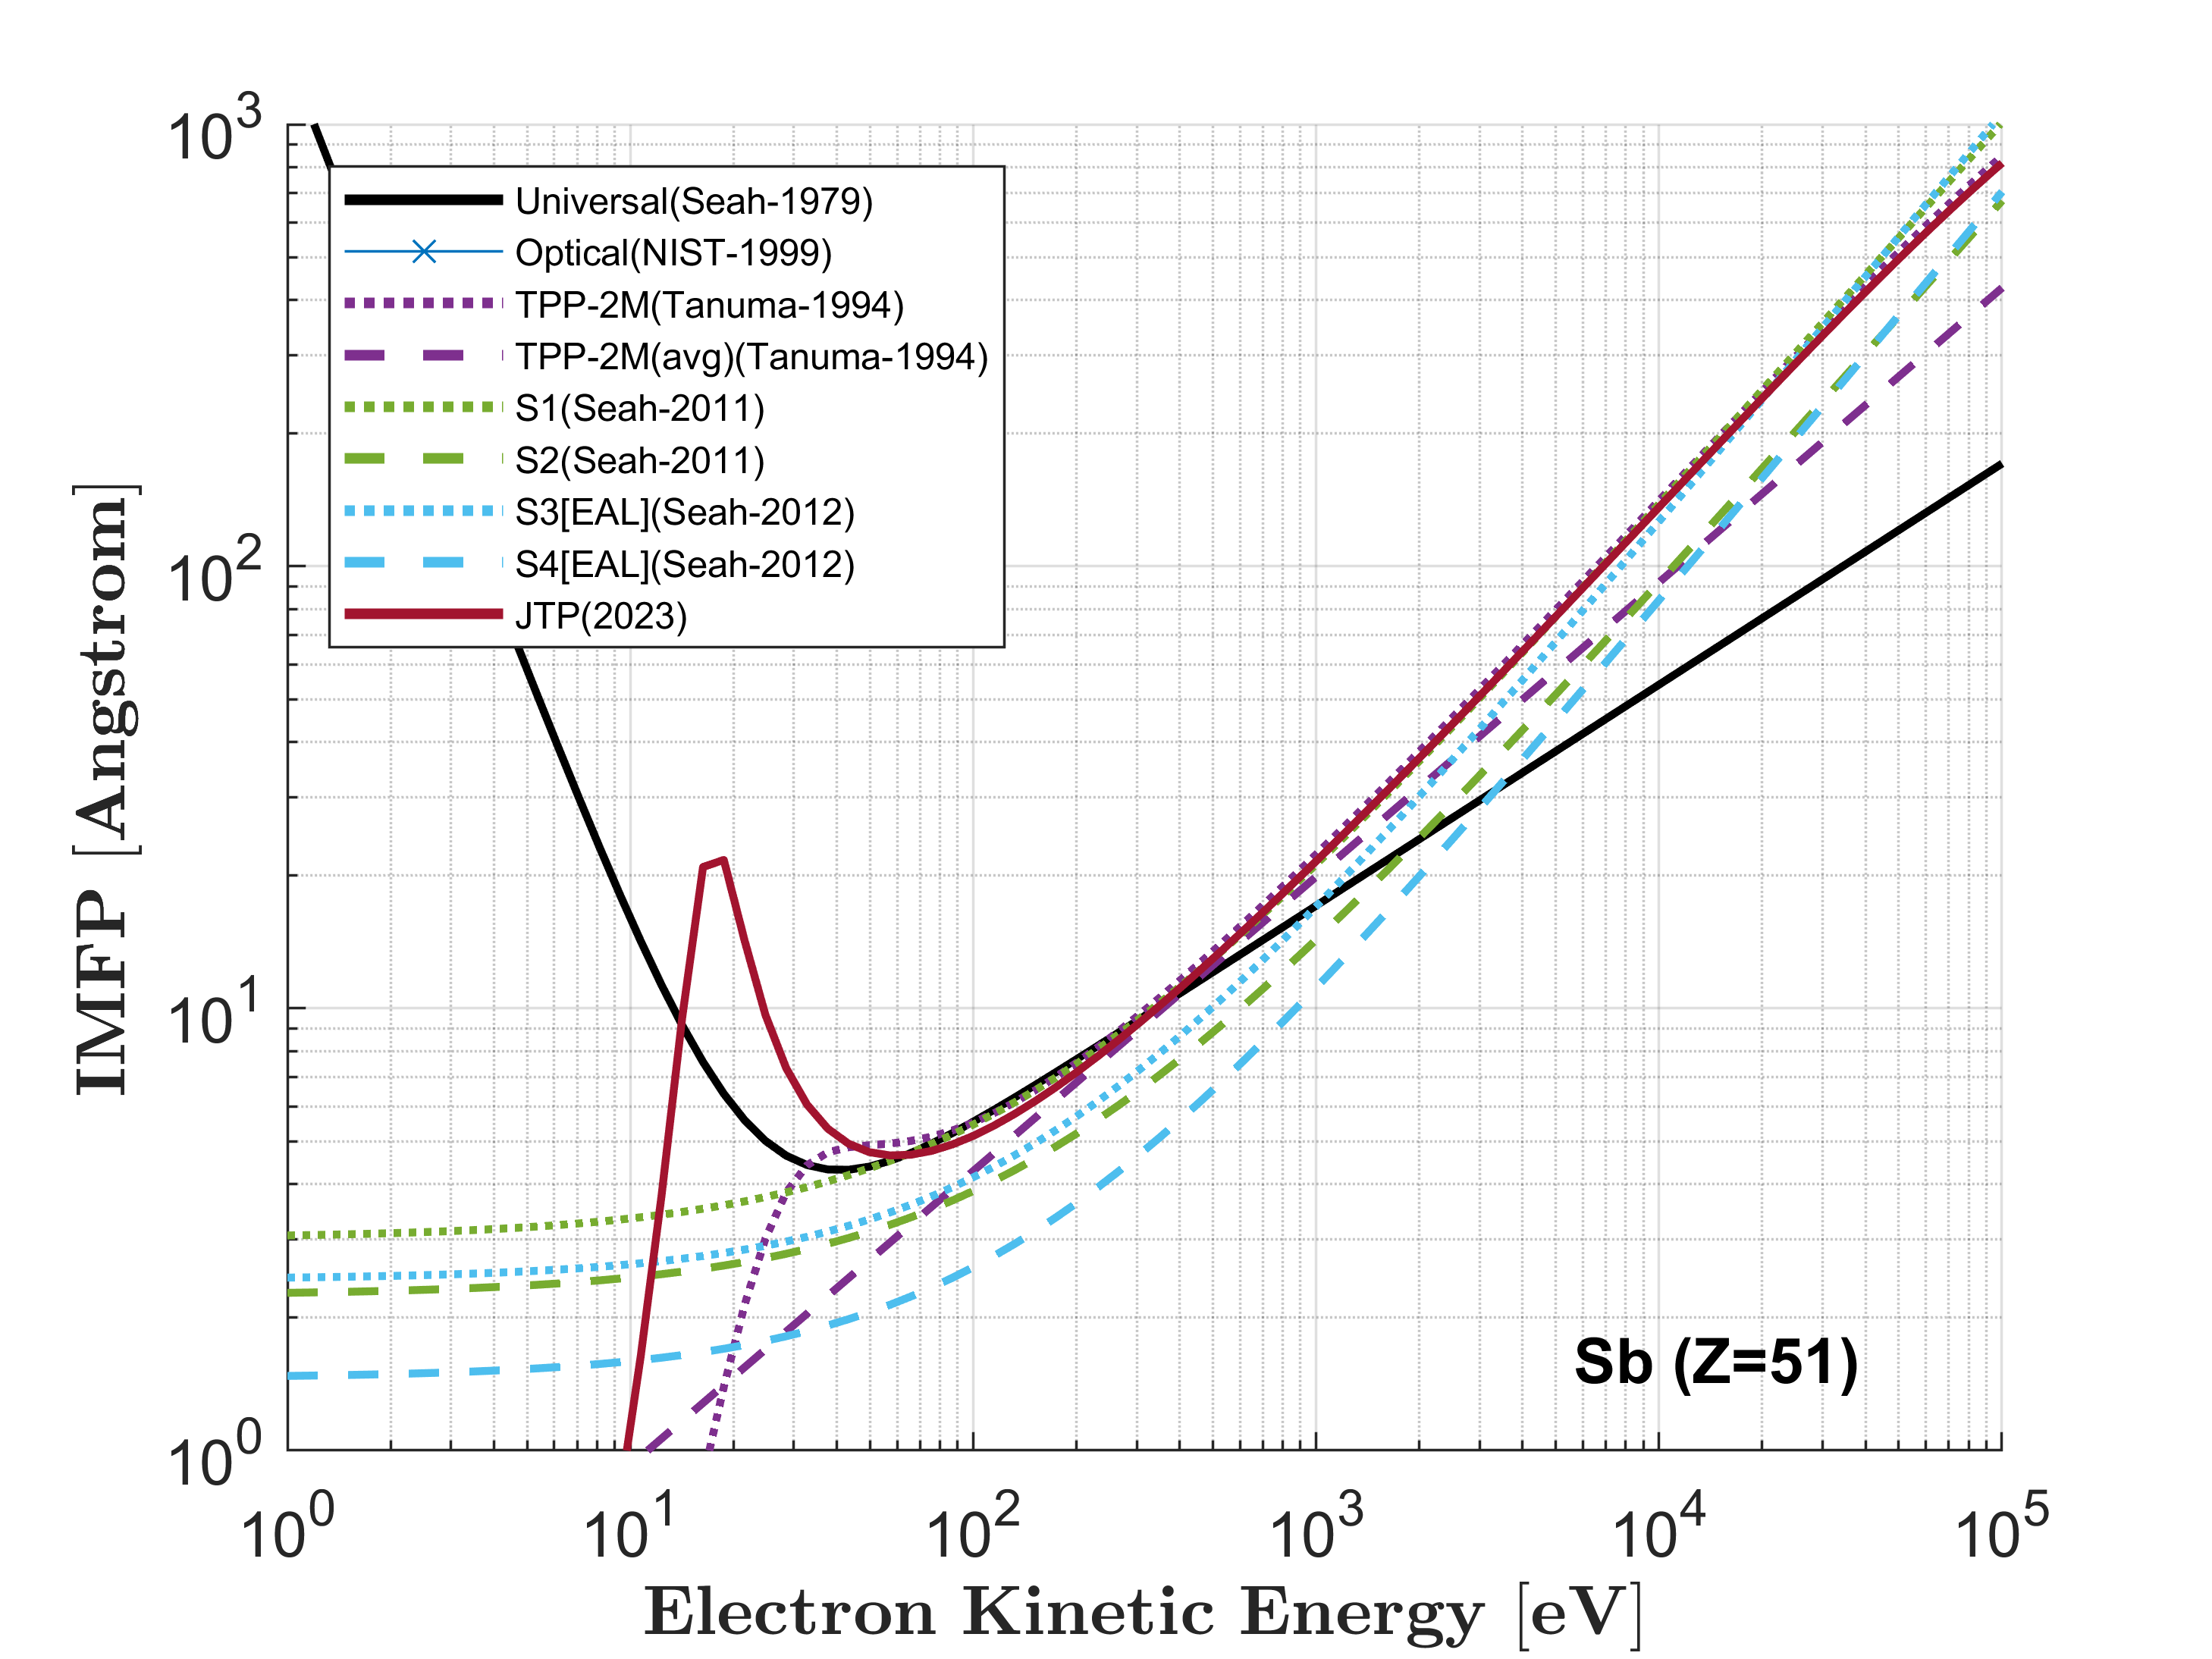 10^3
10^2
10^1
10^0
IMFP [Angstrom]
Universal(Seah-1979)
Optical(NIST-1999)
TPP-2M(Tanuma-1994)
TPP-2M(avg)(Tanuma-1994)
S1(Seah-2011)
S2(Seah-2011)
S3[EAL](Seah-2012)
S4[EAL](Seah-2012)
JTP(2023)
Sb (Z=51)
10^0 10^1 10^2 10^3 10^4 10^5
Electron Kinetic Energy [eV]